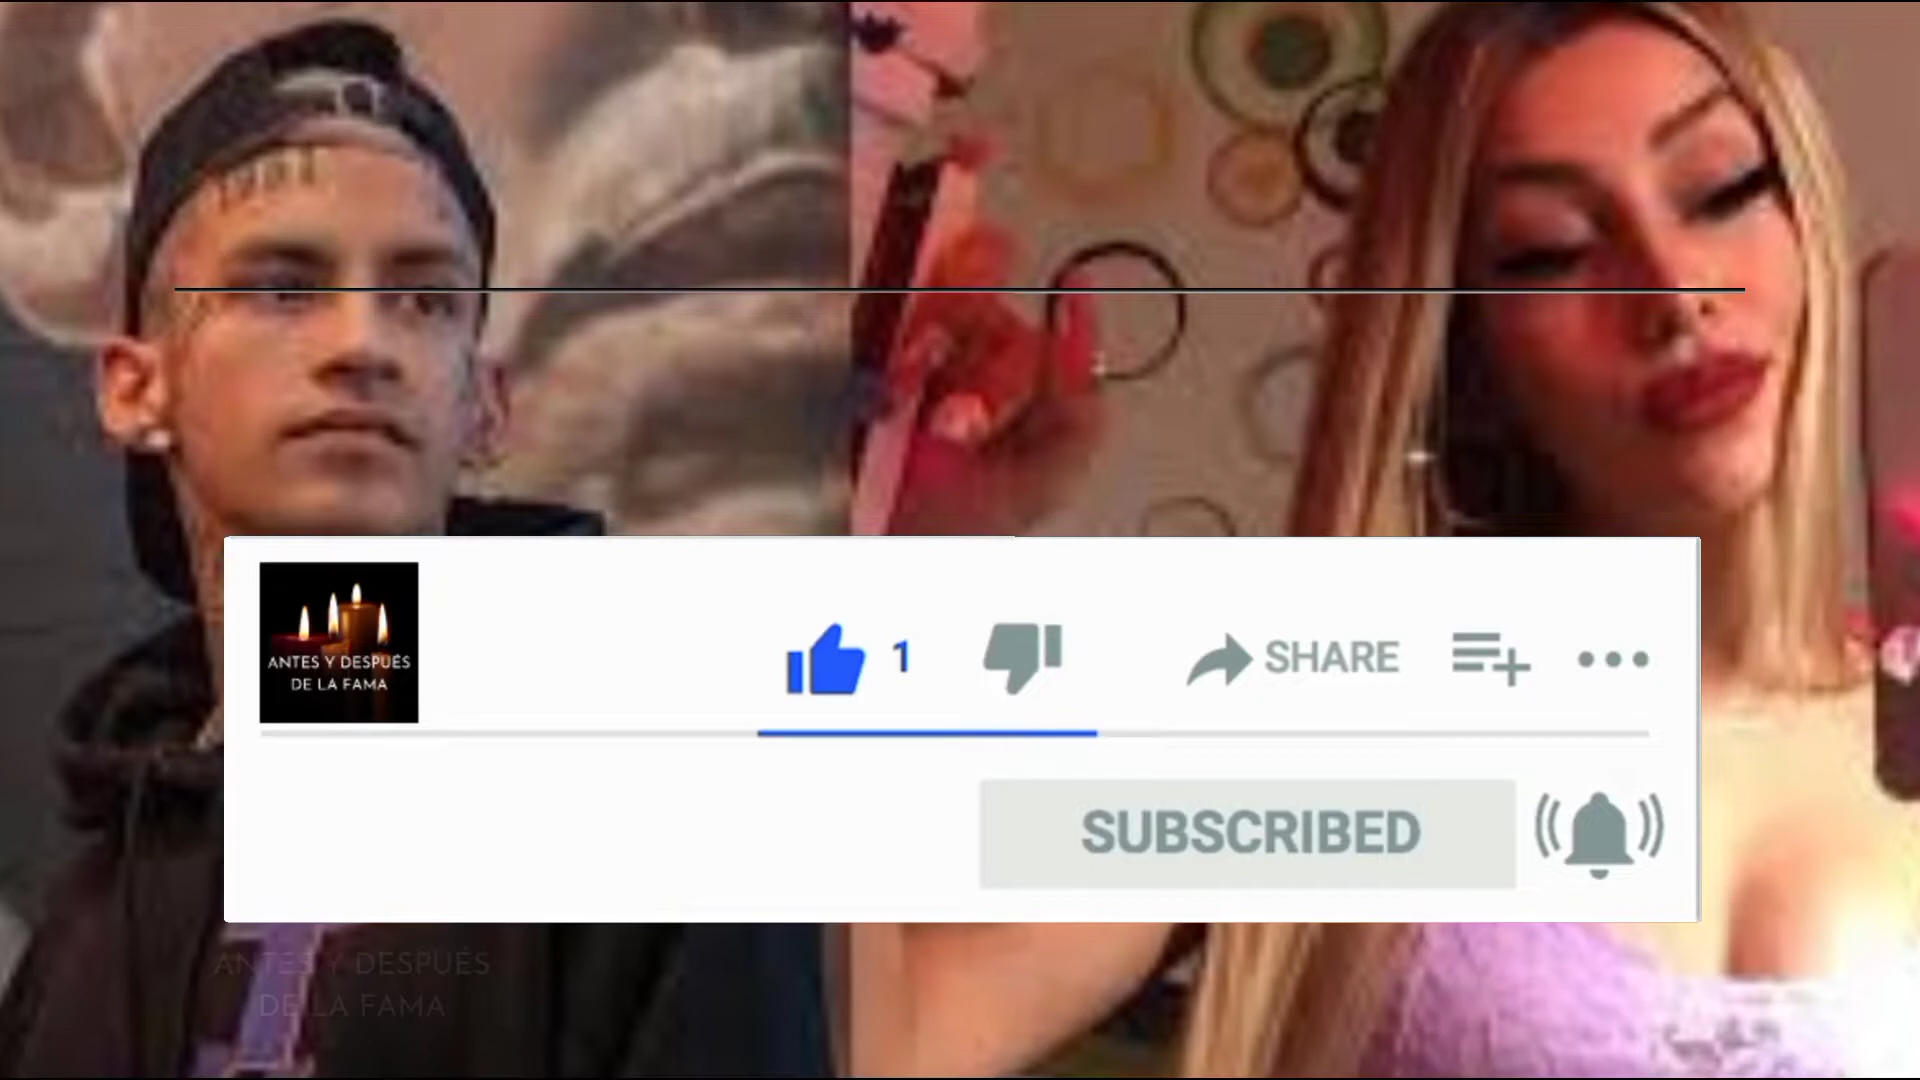 ANTES Y DESPUÉS
DE LA FAMA
1
SHARE
SUBSCRIBED
ANTES Y DESPUÉS
DE LA FAMA